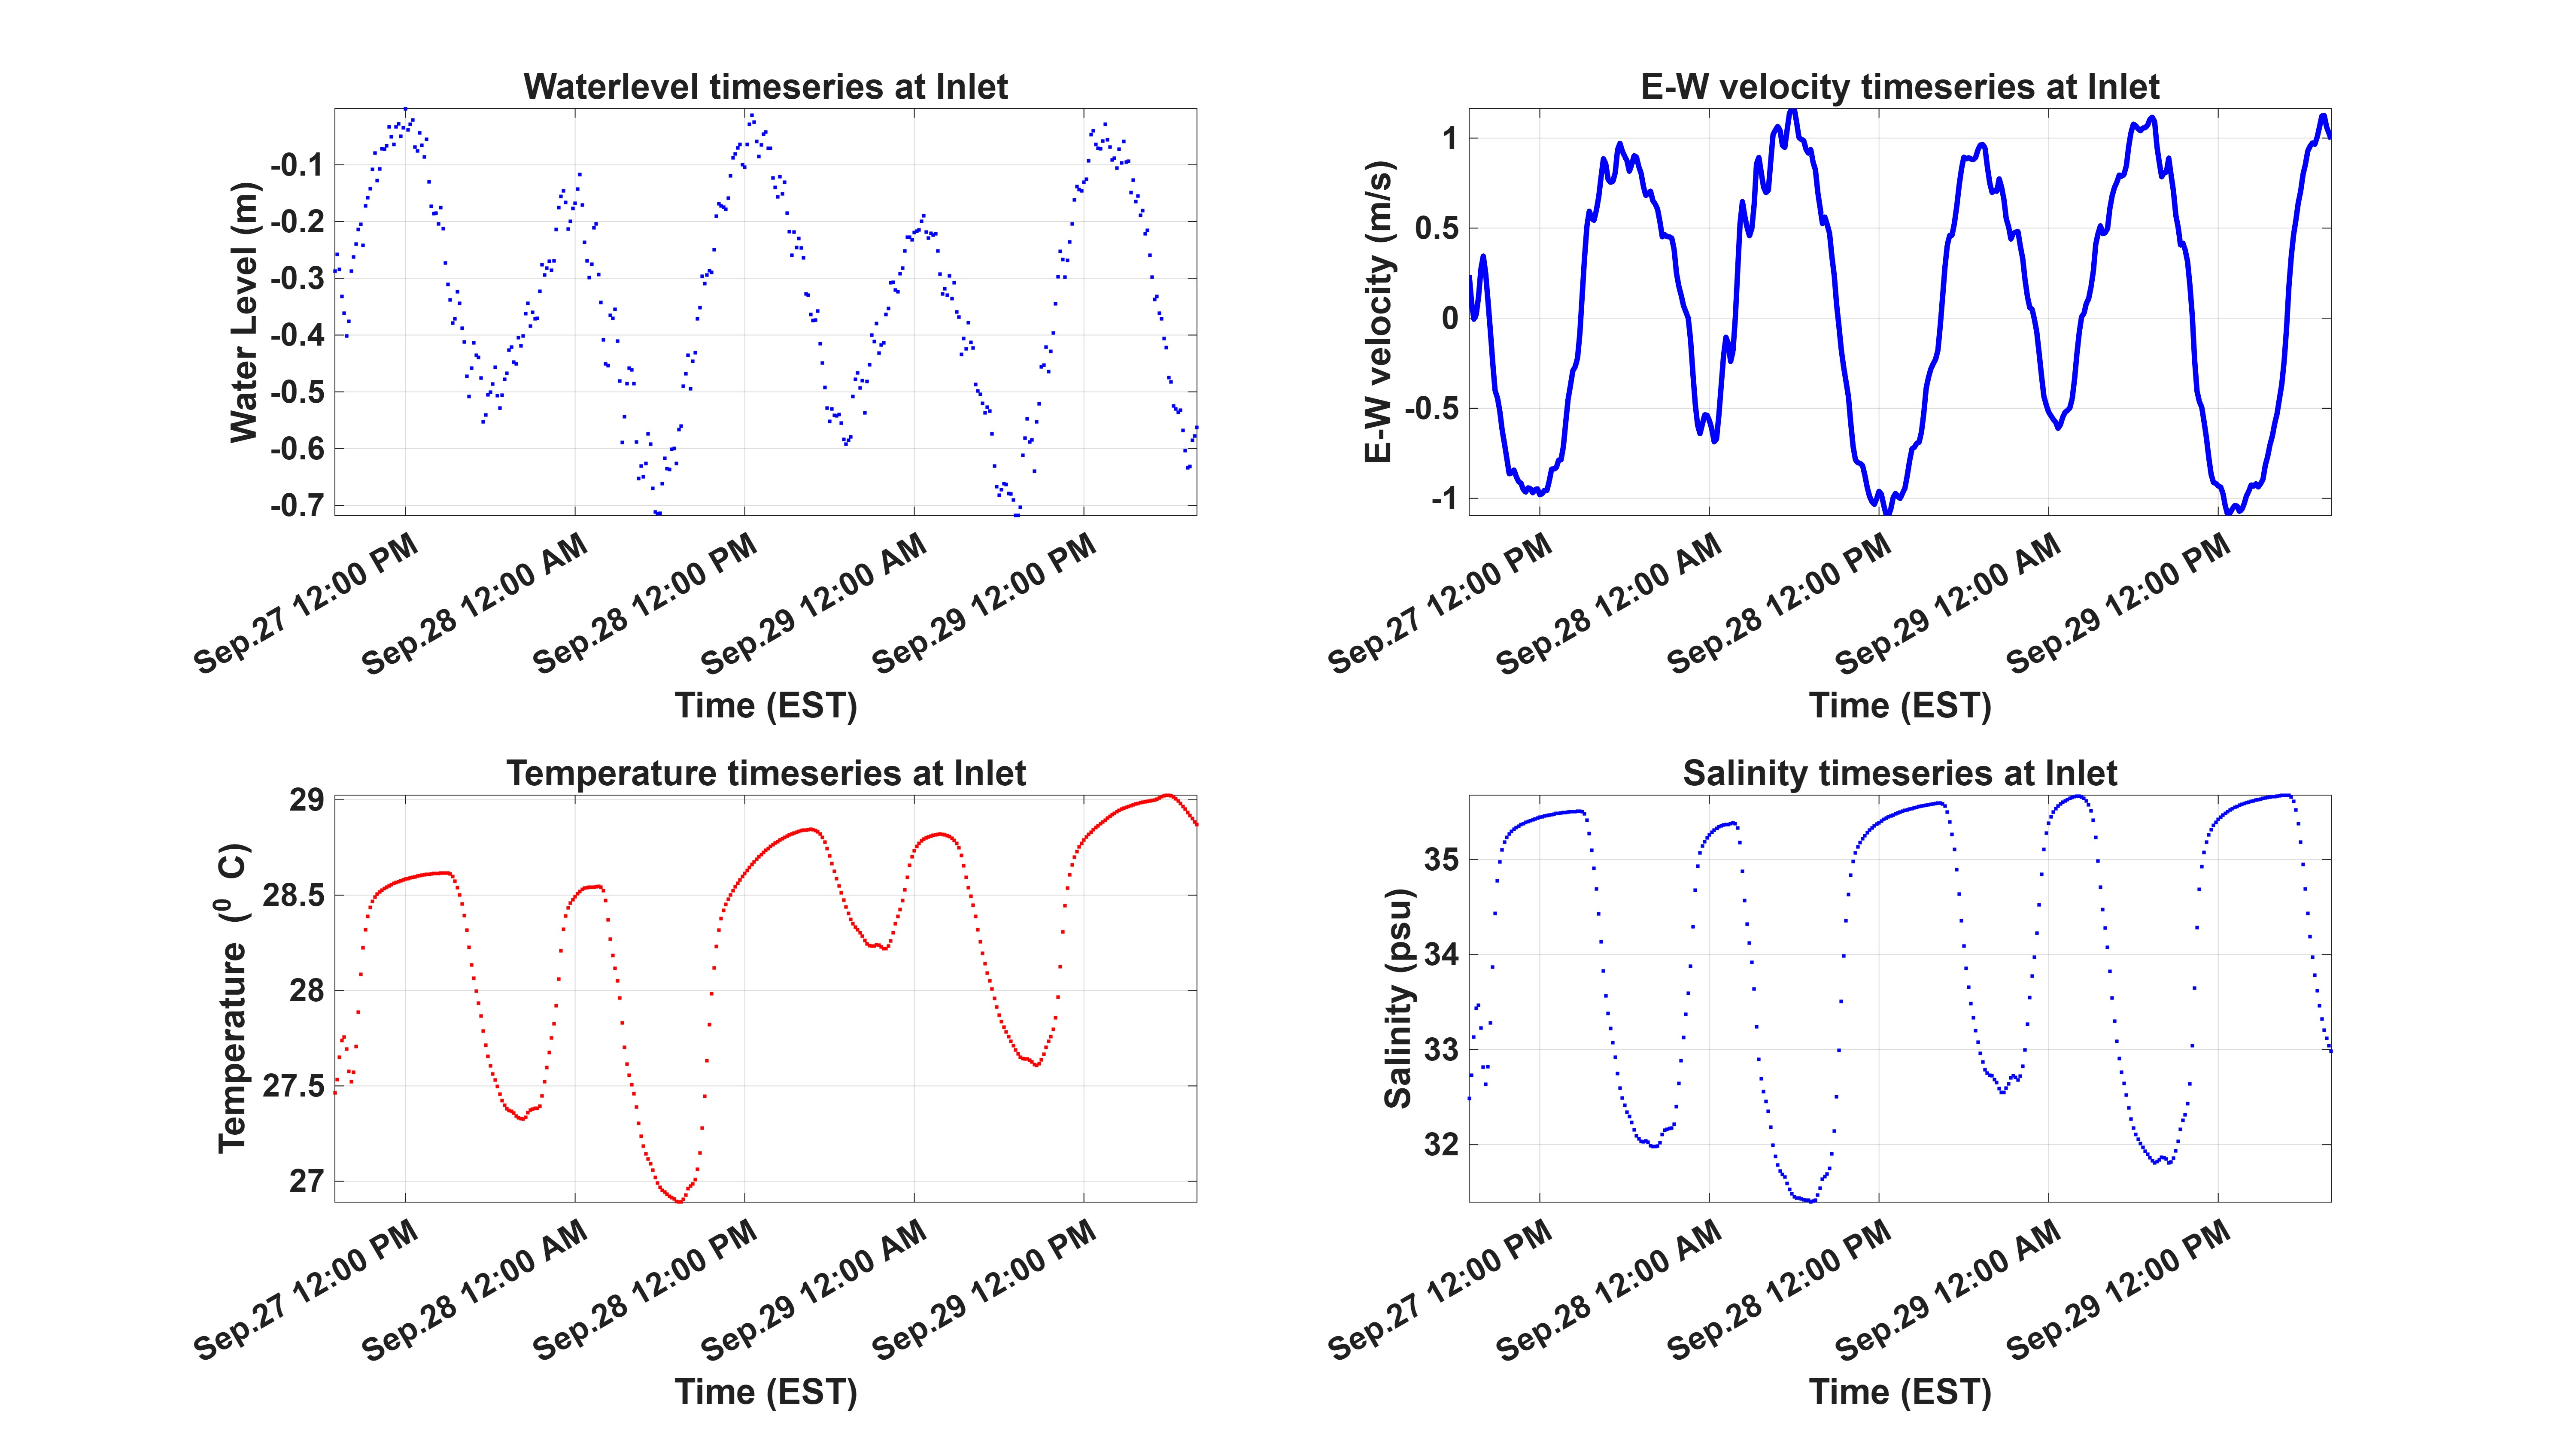 Waterlevel timeseries at Inlet
Water Level (m)
-0.1
-0.2
-0.3
-0.4
-0.5
-0.6
-0.7
Sep.27 12:00 PM
Sep.28 12:00 AM
Sep.28 12:00 PM
Sep.29 12:00 AM
Sep.29 12:00 PM
Time (EST)
E-W velocity timeseries at Inlet
E-W velocity (m/s)
1
0.5
0
-0.5
-1
Sep.27 12:00 PM
Sep.28 12:00 AM
Sep.28 12:00 PM
Sep.29 12:00 AM
Sep.29 12:00 PM
Time (EST)
Temperature timeseries at Inlet
Temperature (⁰ C)
29
28.5
28
27.5
27
Sep.27 12:00 PM
Sep.28 12:00 AM
Sep.28 12:00 PM
Sep.29 12:00 AM
Sep.29 12:00 PM
Time (EST)
Salinity timeseries at Inlet
Salinity (psu)
35
34
33
32
Sep.27 12:00 PM
Sep.28 12:00 AM
Sep.28 12:00 PM
Sep.29 12:00 AM
Sep.29 12:00 PM
Time (EST)